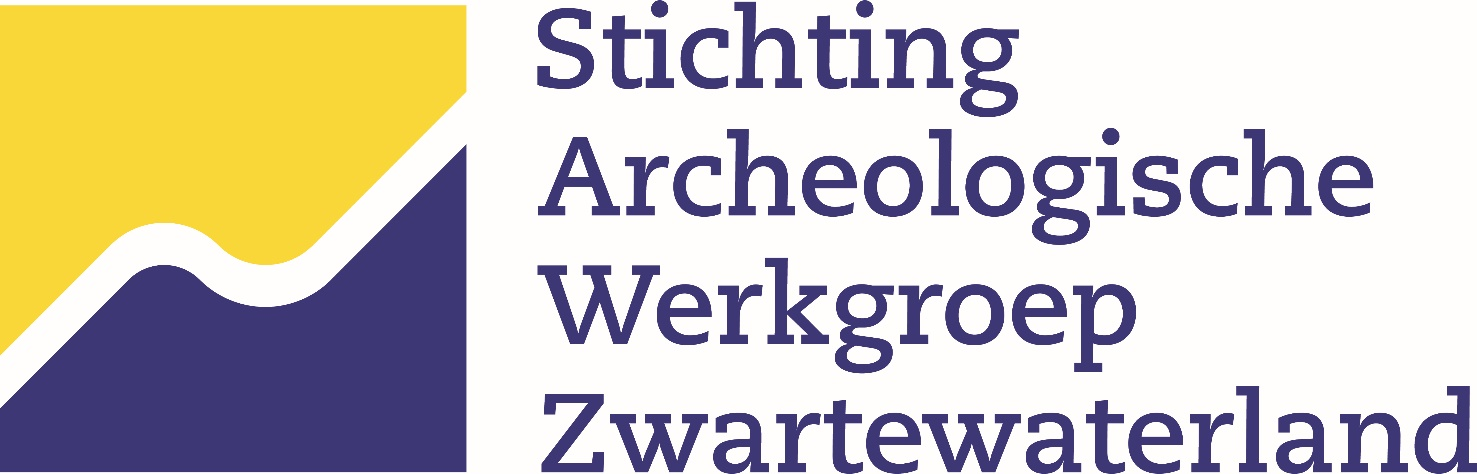 Stichting
Archeologische
Werkgroep
Zwartewaterland